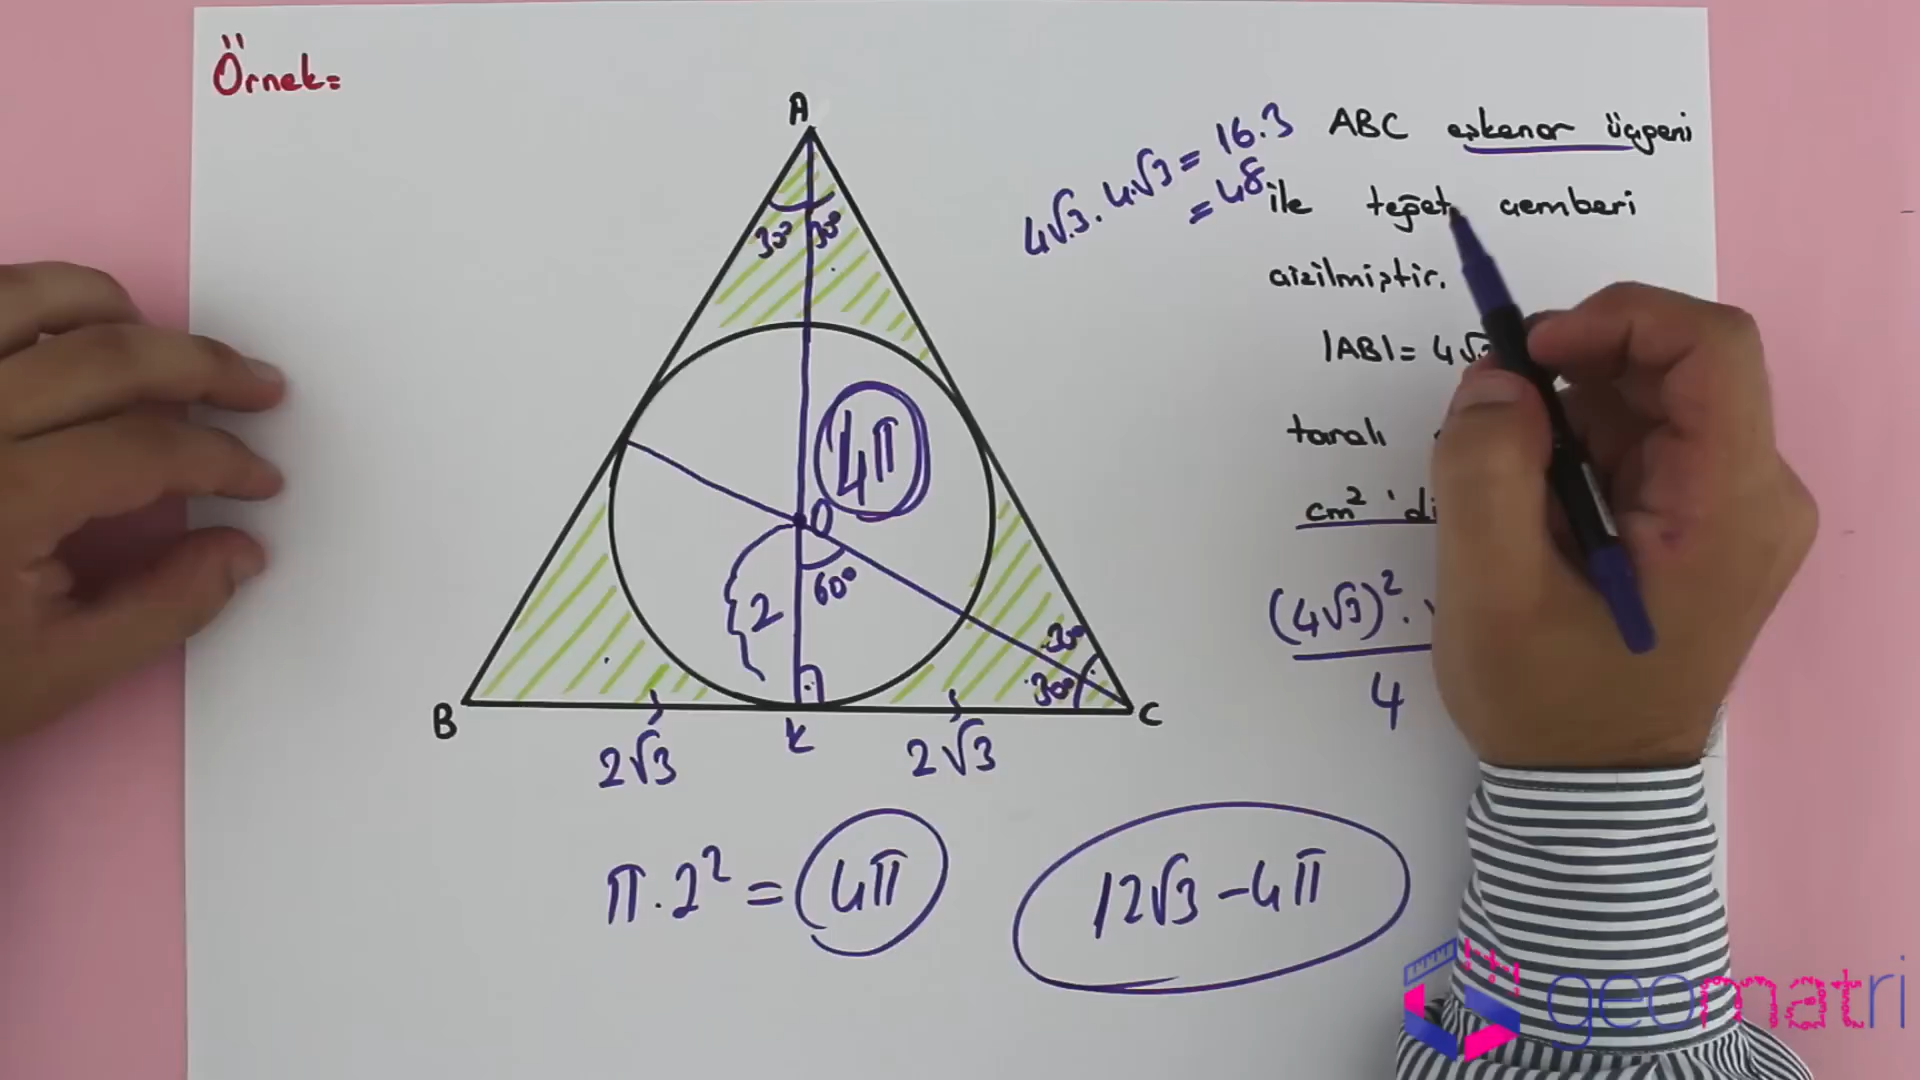 Örnek=
A
30° 30°
4π
O
60°
2
30°
30°
B
K
C
2√3
2√3
π.2² = 4π
12√3 - 4π
4√3.4.√3 = 16.3
= 48
ABC eşkenar üçgeni
ile teğet çemberi
çizilmiştir.
|AB| = 4√
taralı
cm² 'di
(4√3)².
4
geomatri